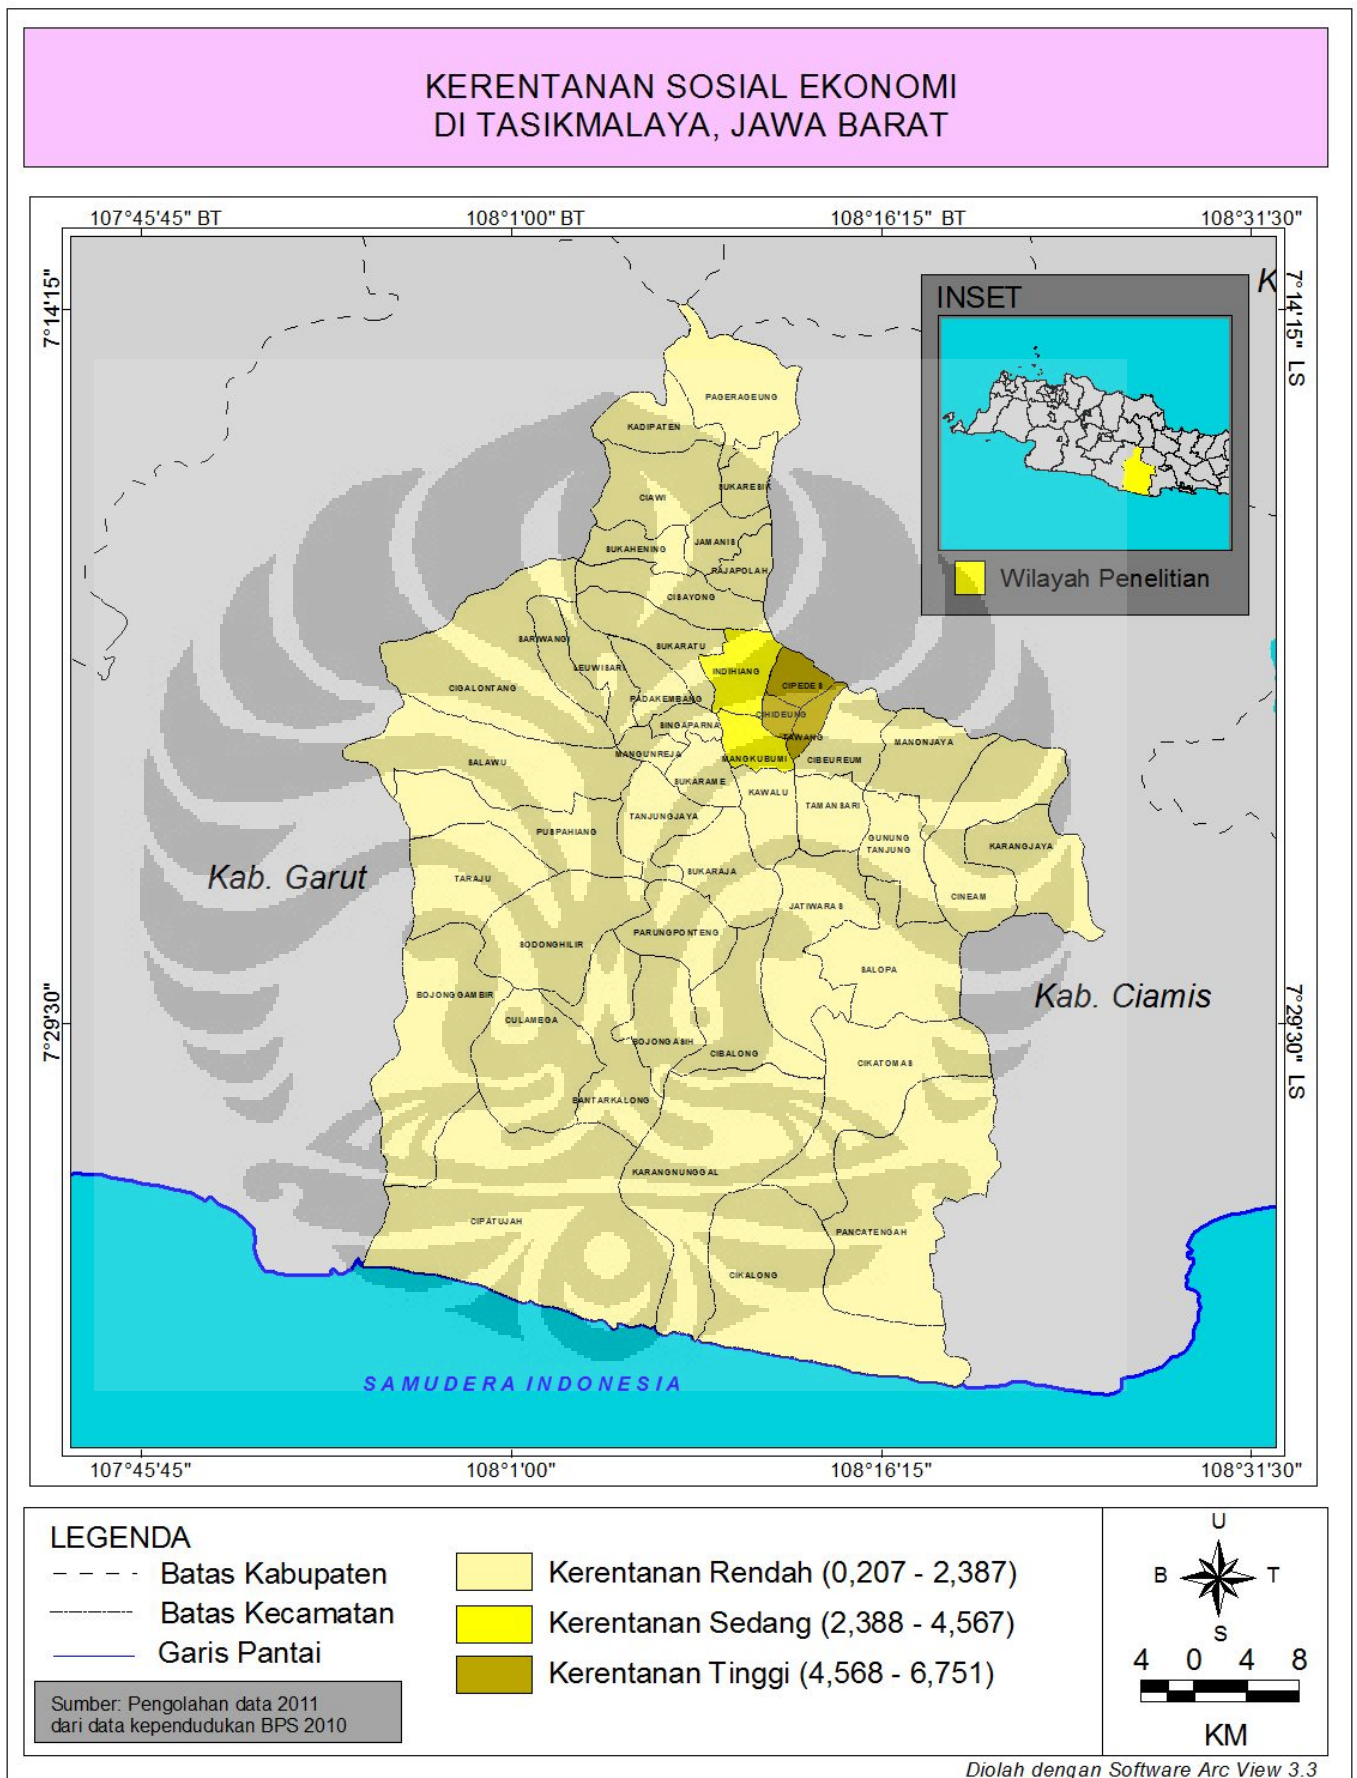 KERENTANAN SOSIAL EKONOMI
DI TASIKMALAYA, JAWA BARAT
107°45'45" BT
108°1'00" BT
108°16'15" BT
108°31'30"
7°14'15"
7°14'15" LS
K
INSET
Wilayah Penelitian
PAGERAGEUNG
KADIPATEN
SUKARESIK
CIAWI
JAMANIS
SUKAHENING
RAJAPOLAH
CIBAYONG
SARIWANGI
SUKARATU
LEUWISARI
INDIHIANG
CIPEDES
CIGALONTANG
PADAKEMBANG
CIHIDEUNG
SINGAPARNA
TAWANG
MANONJAYA
MANGUNREJA
MANGKUBUMI
CIBEUREUM
SALAWU
SUKARAME
KAWALU
TAMANSARI
TANJUNGJAYA
PUSPAHIANG
GUNUNG
TANJUNG
KARANGJAYA
Kab. Garut
TARAJU
SUKARAJA
CINEAM
JATIWARAS
SODONGHILIR
PARUNGPONTENG
SALOPA
BOJONGGAMBIR
Kab. Ciamis
7°29'30"
7°29'30" LS
CULAMEGA
BOJONGASIH
CIBALONG
CIKATOMAS
BANTARKALONG
KARANGNUNGGAL
CIPATUJAH
PANCATENGAH
CIKALONG
SAMUDERA INDONESIA
107°45'45"
108°1'00"
108°16'15"
108°31'30"
LEGENDA
Batas Kabupaten
Batas Kecamatan
Garis Pantai
Kerentanan Rendah (0,207 - 2,387)
Kerentanan Sedang (2,388 - 4,567)
Kerentanan Tinggi (4,568 - 6,751)
Sumber: Pengolahan data 2011
dari data kependudukan BPS 2010
U
B T
S
4 0 4 8
KM
Diolah dengan Software Arc View 3.3